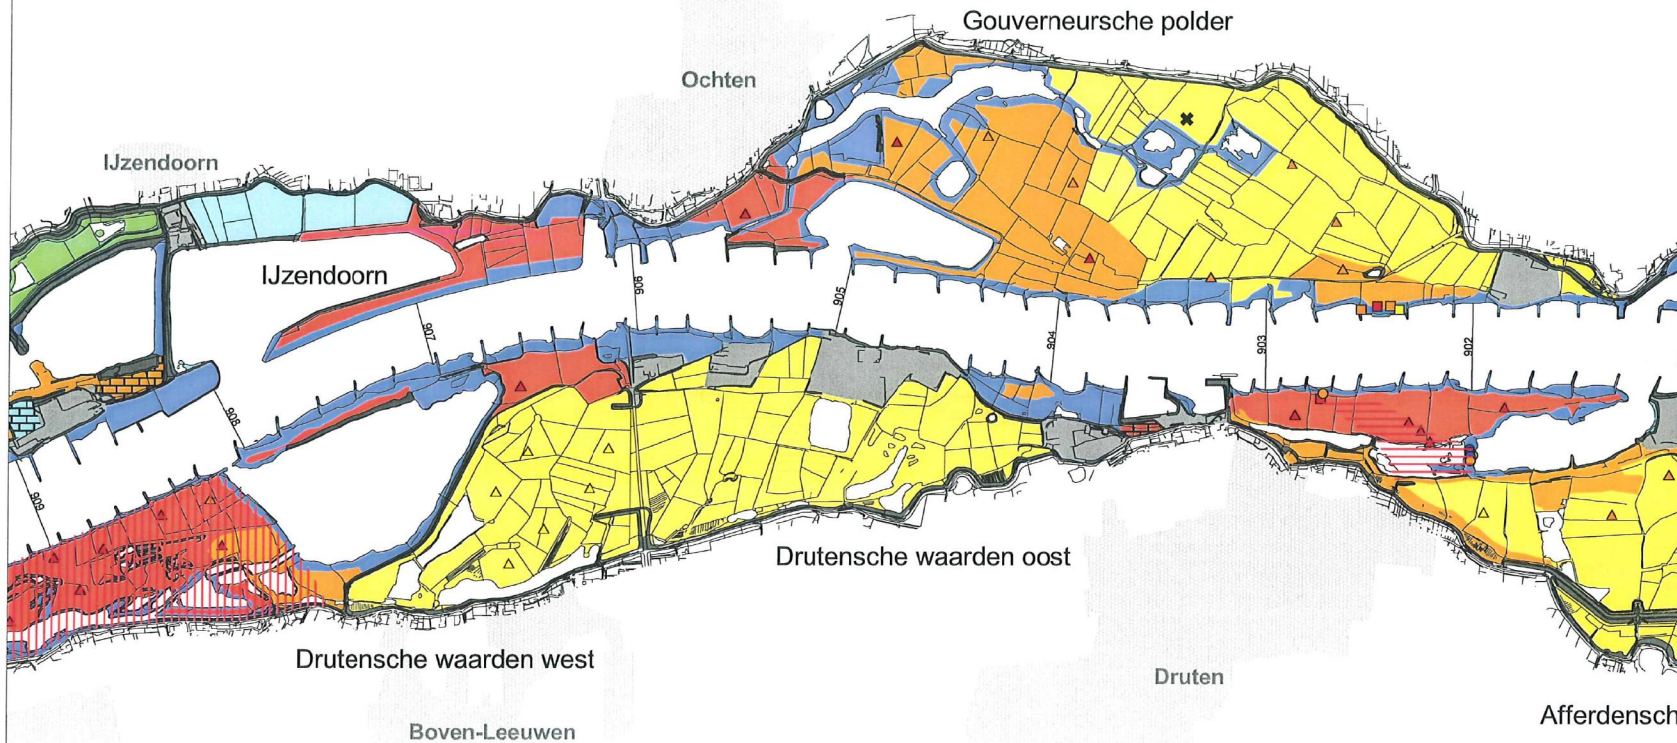 Gouverneursche polder
Ochten
IJzendoorn
IJzendoorn
906
905
907
904
903
902
908
909
Drutensche waarden oost
Drutensche waarden west
Druten
Afferdensch
Boven-Leeuwen